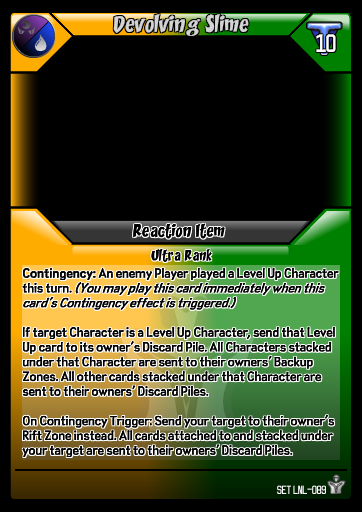 Devolving Slime
10
Reaction Item
Ultra Rank
Contingency: An enemy Player played a Level Up Character
this turn. (You may play this card immediately when this
card's Contingency effect is triggered.)
If target Character is a Level Up Character, send that Level
Up card to its owner's Discard Pile. All Characters stacked
under that Character are sent to their owners' Backup
Zones. All other cards stacked under that Character are
sent to their owners' Discard Piles.
On Contingency Trigger: Send your target to their owner's
Rift Zone instead. All cards attached to and stacked under
your target are sent to their owners' Discard Piles.
SET LNL-089